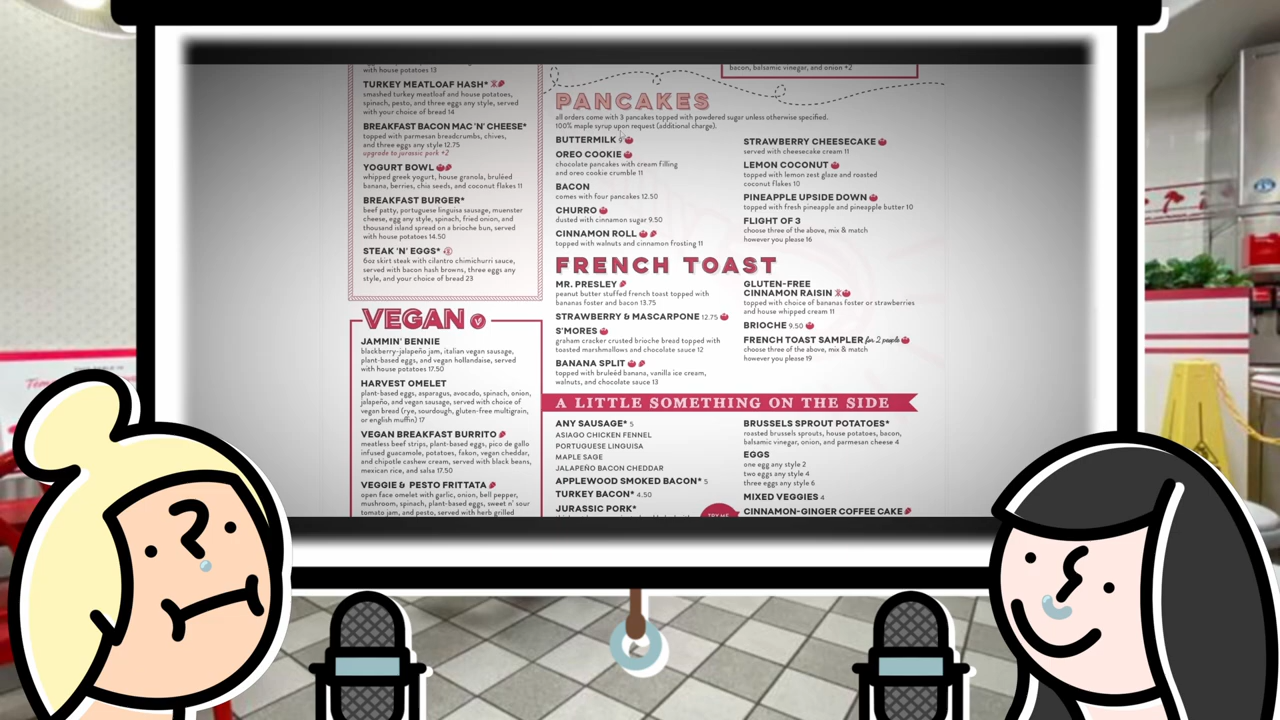 with house potatoes 13
TURKEY MEATLOAF HASH*
smashed turkey meatloaf and house potatoes,
spinach, pesto, and three eggs any style, served
with your choice of bread 14
BREAKFAST BACON MAC 'N' CHEESE*
topped with parmesan breadcrumbs, chives,
and three eggs any style 12.75
upgrade to jurassic pork +2
YOGURT BOWL
whipped greek yogurt, house granola, brûléed
banana, berries, chia seeds, and coconut flakes 11
BREAKFAST BURGER*
beef patty, portuguese linguisa sausage, muenster
cheese, egg any style, spinach, fried onion, and
thousand island spread on a brioche bun, served
with house potatoes 14.50
STEAK 'N' EGGS*
6oz skirt steak with cilantro chimichurri sauce,
served with bacon hash browns, three eggs any
style, and your choice of bread 23
VEGAN
JAMMIN' BENNIE
blackberry-jalapeño jam, italian vegan sausage,
plant-based eggs, and vegan hollandaise, served
with house potatoes 17.50
HARVEST OMELET
plant-based eggs, asparagus, avocado, spinach, onion,
jalapeño, and vegan sausage, served with choice of
vegan bread (rye, sourdough, gluten-free multigrain,
or english muffin) 17
VEGAN BREAKFAST BURRITO
meatless beef strips, plant-based eggs, pico de gallo
infused guacamole, potatoes, fakon, vegan cheddar,
and chipotle cashew cream, served with black beans,
mexican rice, and salsa 17.50
VEGGIE & PESTO FRITTATA
open face omelet with garlic, onion, bell pepper,
mushroom, spinach, plant-based eggs, sweet n' sour
tomato jam, and pesto, served with herb grilled
bacon, balsamic vinegar, and onion +2
PANCAKES
all orders come with 3 pancakes topped with powdered sugar unless otherwise specified.
100% maple syrup upon request (additional charge).
BUTTERMILK 9
OREO COOKIE
chocolate pancakes with cream filling
and oreo cookie crumble 11
BACON
comes with four pancakes 12.50
CHURRO
dusted with cinnamon sugar 9.50
CINNAMON ROLL
topped with walnuts and cinnamon frosting 11
STRAWBERRY CHEESECAKE
served with cheesecake cream 11
LEMON COCONUT
topped with lemon zest glaze and roasted
coconut flakes 10
PINEAPPLE UPSIDE DOWN
topped with fresh pineapple and pineapple butter 10
FLIGHT OF 3
choose three of the above, mix & match
however you please 16
FRENCH TOAST
MR. PRESLEY
peanut butter stuffed french toast topped with
bananas foster and bacon 13.75
STRAWBERRY & MASCARPONE 12.75
S'MORES
graham cracker crusted brioche bread topped with
toasted marshmallows and chocolate sauce 12
BANANA SPLIT
topped with bruleéd banana, vanilla ice cream,
walnuts, and chocolate sauce 13
GLUTEN-FREE
CINNAMON RAISIN
topped with choice of bananas foster or strawberries
and house whipped cream 11
BRIOCHE 9.50
FRENCH TOAST SAMPLER for 2 people
choose three of the above, mix & match
however you please 19
A LITTLE SOMETHING ON THE SIDE
ANY SAUSAGE* 5
ASIAGO CHICKEN FENNEL
PORTUGUESE LINGUISA
MAPLE SAGE
JALAPEÑO BACON CHEDDAR
APPLEWOOD SMOKED BACON* 5
TURKEY BACON* 4.50
JURASSIC PORK*
TRY ME
BRUSSELS SPROUT POTATOES*
roasted brussels sprouts, house potatoes, bacon,
balsamic vinegar, onion, and parmesan cheese 4
EGGS
one egg any style 2
two eggs any style 4
three eggs any style 6
MIXED VEGGIES 4
CINNAMON-GINGER COFFEE CAKE